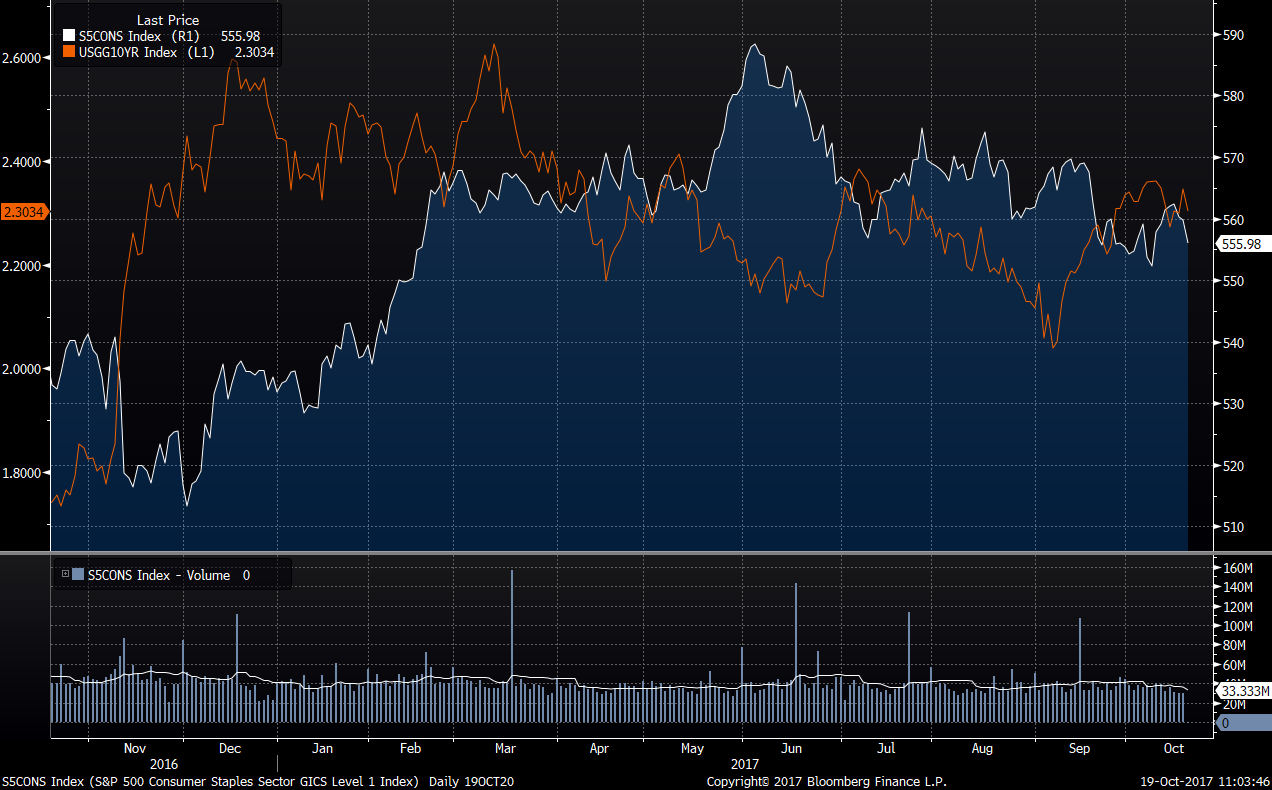 Last Price
S5CONS Index (R1) 555.98
USGG10YR Index (L1) 2.3034
2.6000
2.4000
2.3034
2.2000
2.0000
1.8000
590
580
570
560
555.98
550
540
530
520
510
S5CONS Index - Volume 0
160M
140M
120M
100M
80M
60M
40M
33.333M
20M
0
Nov Dec Jan Feb Mar Apr May Jun Jul Aug Sep Oct
2016 2017
S5CONS Index (S&P 500 Consumer Staples Sector GICS Level 1 Index) Daily 19OCT20 Copyright© 2017 Bloomberg Finance L.P. 19-Oct-2017 11:03:46